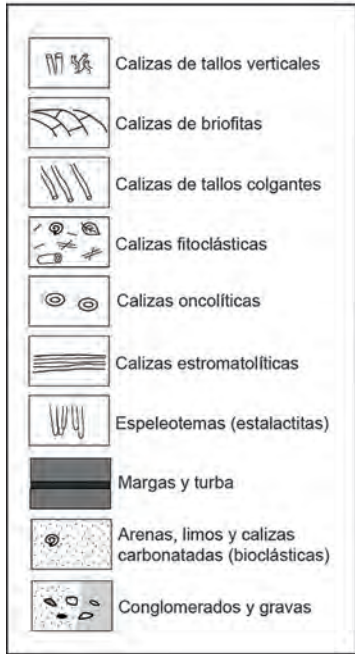 Calizas de tallos verticales
Calizas de briofitas
Calizas de tallos colgantes
Calizas fitoclásticas
Calizas oncolíticas
Calizas estromatolíticas
Espeleotemas (estalactitas)
Margas y turba
Arenas, limos y calizas
carbonatadas (bioclásticas)
Conglomerados y gravas